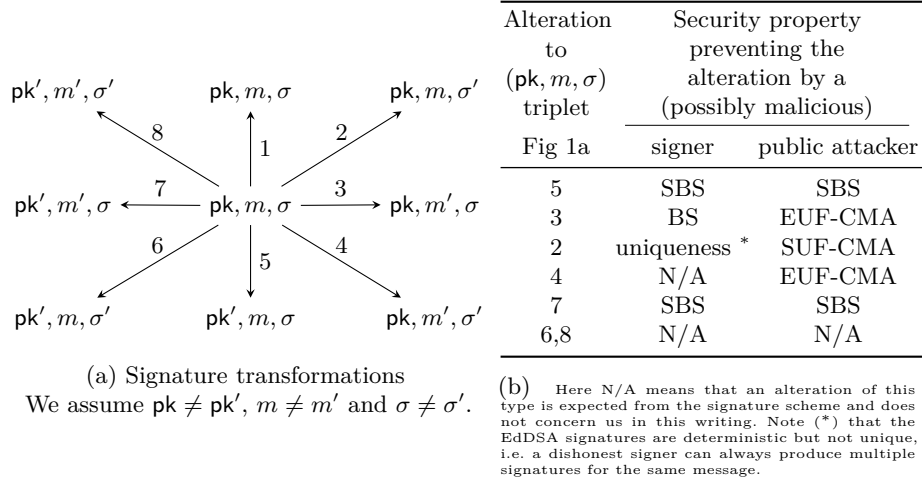 pk′, m′, σ′
pk, m, σ
pk, m, σ′
8
1
2
pk′, m′, σ
7
pk, m, σ
3
pk, m′, σ
6
5
4
pk′, m, σ′
pk′, m, σ
pk, m′, σ′
(a) Signature transformations
We assume pk ≠ pk′, m ≠ m′ and σ ≠ σ′.
Alteration Security property
to preventing the
(pk, m, σ) alteration by a
triplet (possibly malicious)
Fig 1a signer public attacker
5 SBS SBS
3 BS EUF-CMA
2 uniqueness * SUF-CMA
4 N/A EUF-CMA
7 SBS SBS
6,8 N/A N/A
(b) Here N/A means that an alteration of this
type is expected from the signature scheme and does
not concern us in this writing. Note (*) that the
EdDSA signatures are deterministic but not unique,
i.e. a dishonest signer can always produce multiple
signatures for the same message.